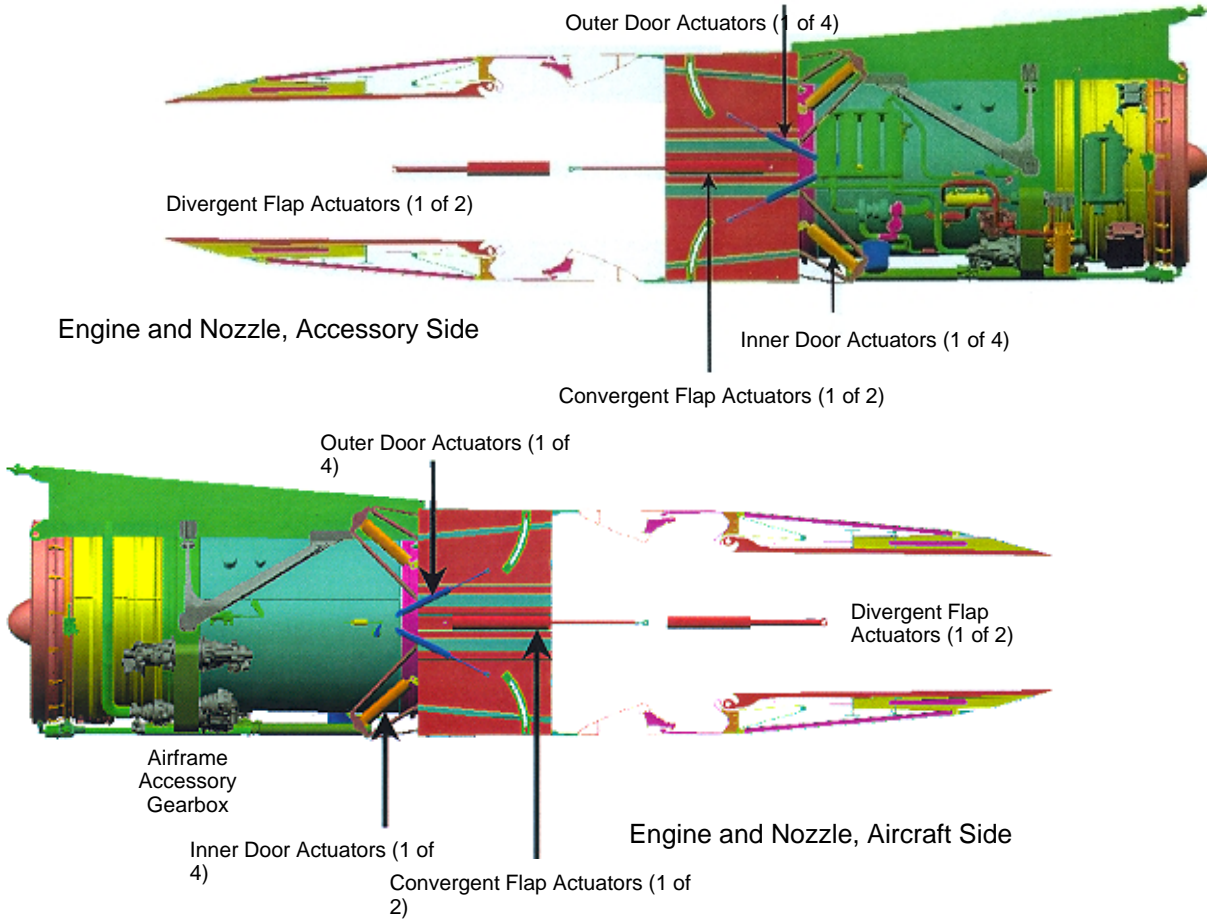 Outer Door Actuators (1 of 4)
Divergent Flap Actuators (1 of 2)
Engine and Nozzle, Accessory Side
Inner Door Actuators (1 of 4)
Convergent Flap Actuators (1 of 2)
Outer Door Actuators (1 of
4)
Divergent Flap
Actuators (1 of 2)
Airframe
Accessory
Gearbox
Engine and Nozzle, Aircraft Side
Inner Door Actuators (1 of
4)
Convergent Flap Actuators (1 of
2)